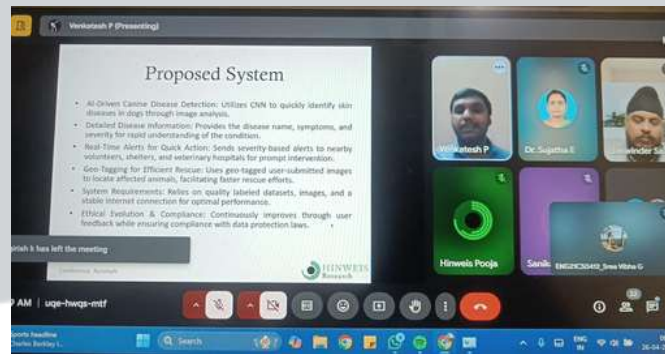 Venkatesh P (Presenting)
Proposed System
• AI-Driven Canine Disease Detection: Utilizes CNN to quickly identify skin
diseases in dogs through image analysis.
• Detailed Disease Information: Provides the disease name, symptoms, and
severity for rapid understanding of the condition.
• Real-Time Alerts for Quick Action: Sends severity-based alerts to nearby
volunteers, shelters, and veterinary hospitals for prompt intervention.
• Geo-Tagging for Efficient Rescue: Uses geo-tagged user-submitted images
to locate affected animals, facilitating faster rescue efforts.
• System Requirements: Relies on quality labeled datasets, images, and a
stable internet connection for optimal performance.
• Ethical Evolution & Compliance: Continuously improves through user
feedback while ensuring compliance with data protection laws.
HINWEIS
Research
has left the meeting
Venkatesh P
Dr. Sujatha E
Hinweis Pooja
AM | uqe-hwqs-mtf
Search
ENG
IN